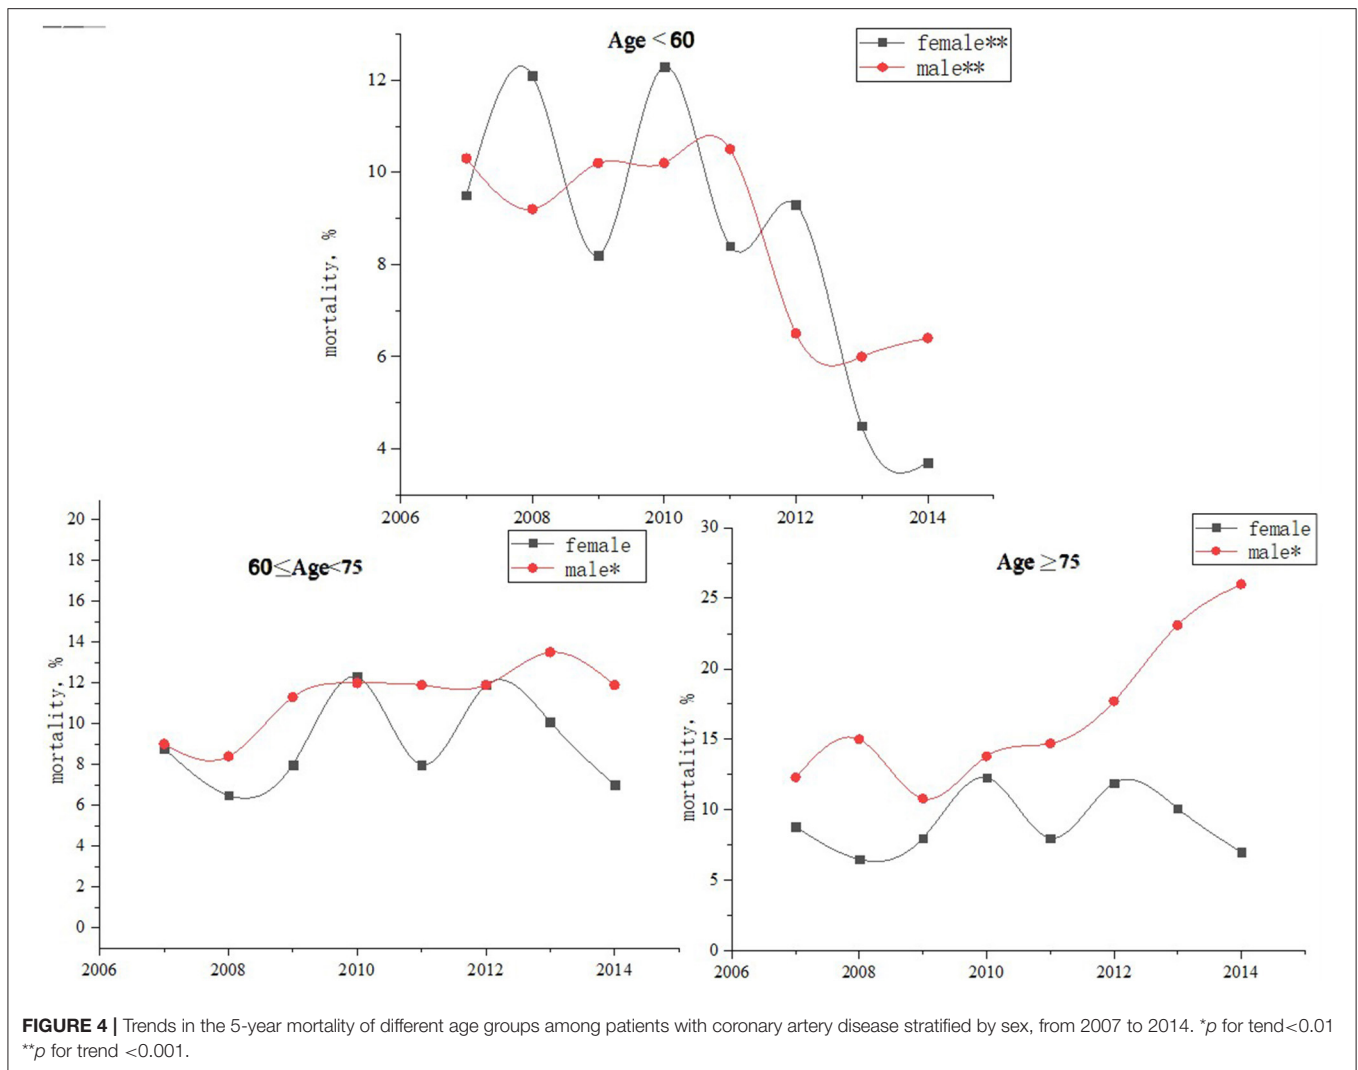 Age < 60
female**
male**
12
10
8
6
4
mortality, %
2006
2008
2010
2012
2014
60≤Age<75
female
male*
20
18
16
14
12
10
8
6
4
2
0
mortality, %
2006
2008
2010
2012
2014
Age ≥75
female
male*
30
25
20
15
10
5
0
mortality, %
2006
2008
2010
2012
2014
FIGURE 4 | Trends in the 5-year mortality of different age groups among patients with coronary artery disease stratified by sex, from 2007 to 2014. *p for tend<0.01
**p for trend <0.001.